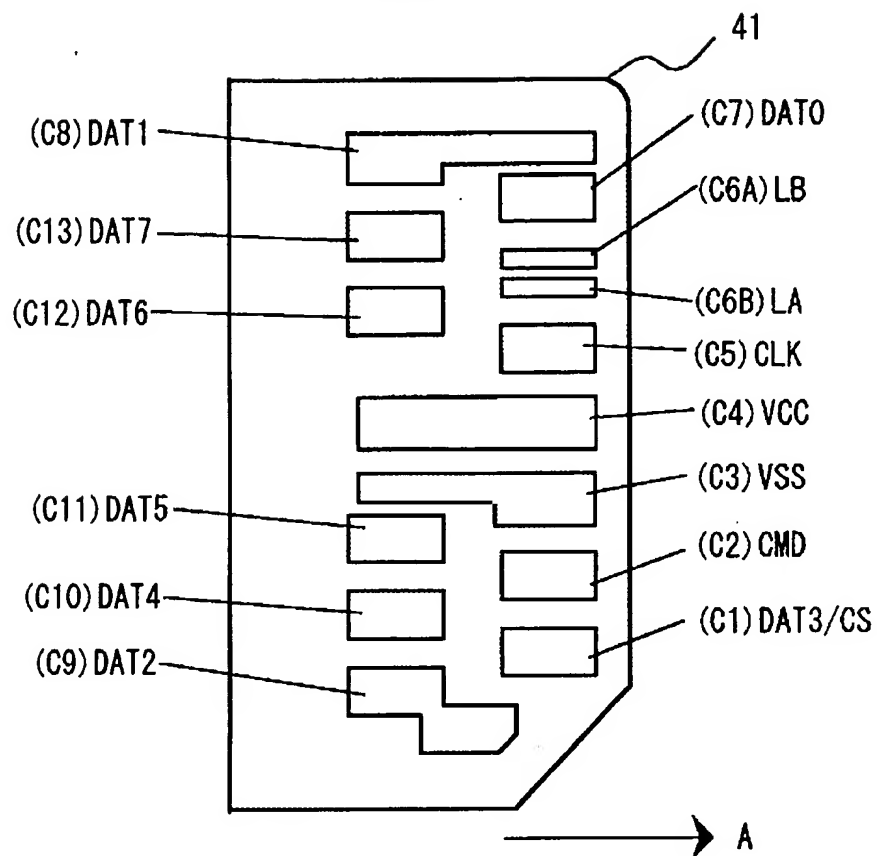 41
(C8)DAT1
(C7)DAT0
(C6A)LB
(C13)DAT7
(C6B)LA
(C12)DAT6
(C5)CLK
(C4)VCC
(C3)VSS
(C11)DAT5
(C2)CMD
(C10)DAT4
(C1)DAT3/CS
(C9)DAT2
A